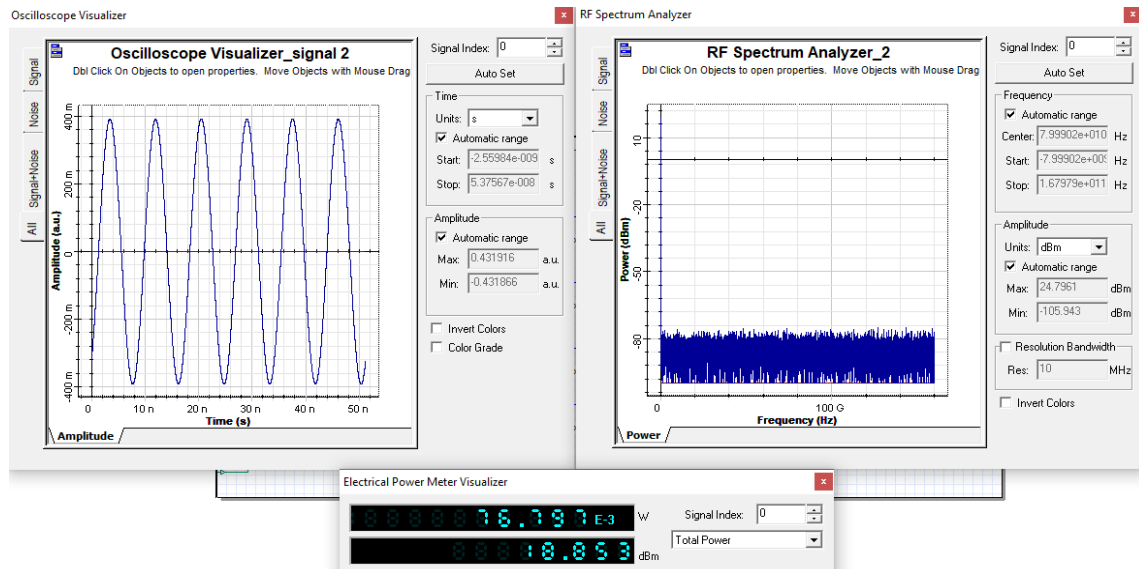 Oscilloscope Visualizer
x
Signal
Noise
Signal+Noise
All
Oscilloscope Visualizer_signal 2
Dbl Click On Objects to open properties. Move Objects with Mouse Drag
Amplitude (a.u.)
400 m
200 m
0
-200 m
-400 m
0 10 n 20 n 30 n 40 n 50 n
Time (s)
Amplitude
Signal Index: 0
Auto Set
Time
Units: s
Automatic range
Start: -2.55984e-009 s
Stop: 5.37567e-008 s
Amplitude
Automatic range
Max: 0.431916 a.u.
Min: -0.431866 a.u.
Invert Colors
Color Grade
RF Spectrum Analyzer
x
Signal
Noise
Signal+Noise
All
RF Spectrum Analyzer_2
Dbl Click On Objects to open properties. Move Objects with Mouse Drag
Power (dBm)
10
-20
-50
-80
0 100 G
Frequency (Hz)
Power
Signal Index: 0
Auto Set
Frequency
Automatic range
Center: 7.99902e+010 Hz
Start: -7.99902e+009 Hz
Stop: 1.67979e+011 Hz
Amplitude
Units: dBm
Automatic range
Max: 24.7961 dBm
Min: -105.943 dBm
Resolution Bandwidth
Res: 10 MHz
Invert Colors
Electrical Power Meter Visualizer
x
76.797 E-3 W
18.853 dBm
Signal Index: 0
Total Power